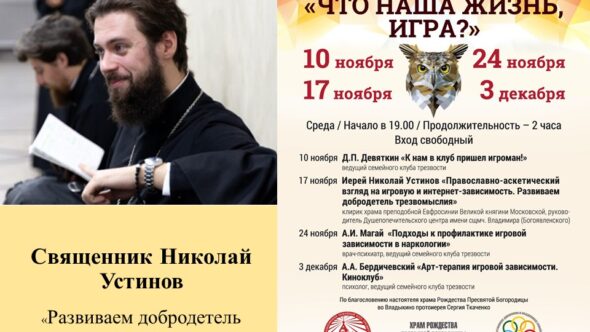 Священник Николай
Устинов
«Развиваем добродетель
«ЧТО НАША ЖИЗНЬ,
ИГРА?»
10 ноября
24 ноября
17 ноября
3 декабря
Среда / Начало в 19.00 / Продолжительность – 2 часа
Вход свободный
10 ноября Д.П. Девяткин «К нам в клуб пришел игроман!»
ведущий семейного клуба трезвости
17 ноября Иерей Николай Устинов «Православно-аскетический
взгляд на игровую и интернет-зависимость. Развиваем
добродетель трезвомыслия»
клирик храма преподобной Евфросинии Великой княгини Московской, руково-
дитель Душепопечительского центра имени сщмч. Владимира (Богоявленского)
24 ноября А.И. Магай «Подходы к профилактике игровой
зависимости в наркологии»
врач-психиатр, ведущий семейного клуба трезвости
3 декабря А.А. Бердичевский «Арт-терапия игровой зависимости.
Киноклуб»
психолог, ведущий семейного клуба трезвости
По благословению настоятеля храма Рождества Пресвятой Богородицы
во Владыкино протоиерея Сергия Ткаченко
ХРАМ РОЖДЕСТВА